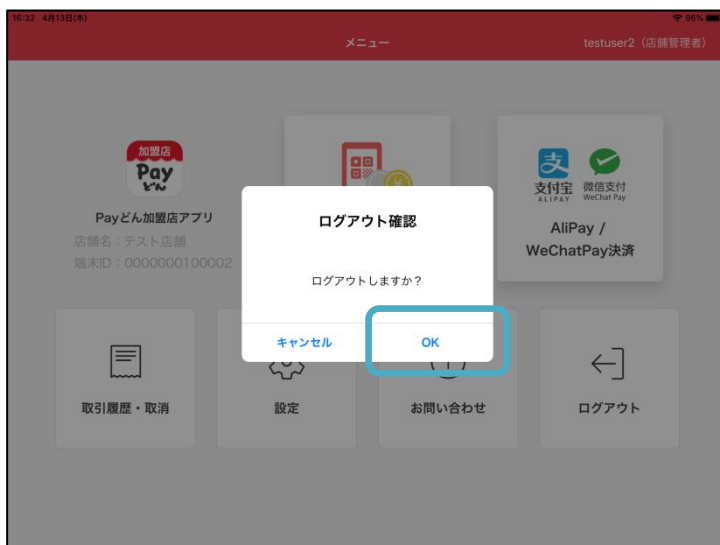 16:32 4月13日(木)
96%
メニュー
testuser2（店舗管理者）
加盟店
Pay
どん
Payどん加盟店アプリ
店舗名：テスト店舗
端末ID：0000000100002
支
支付宝
ALIPAY
微信支付
WeChat Pay
AliPay /
WeChatPay決済
ログアウト確認
ログアウトしますか？
キャンセル
OK
取引履歴・取消
設定
お問い合わせ
ログアウト